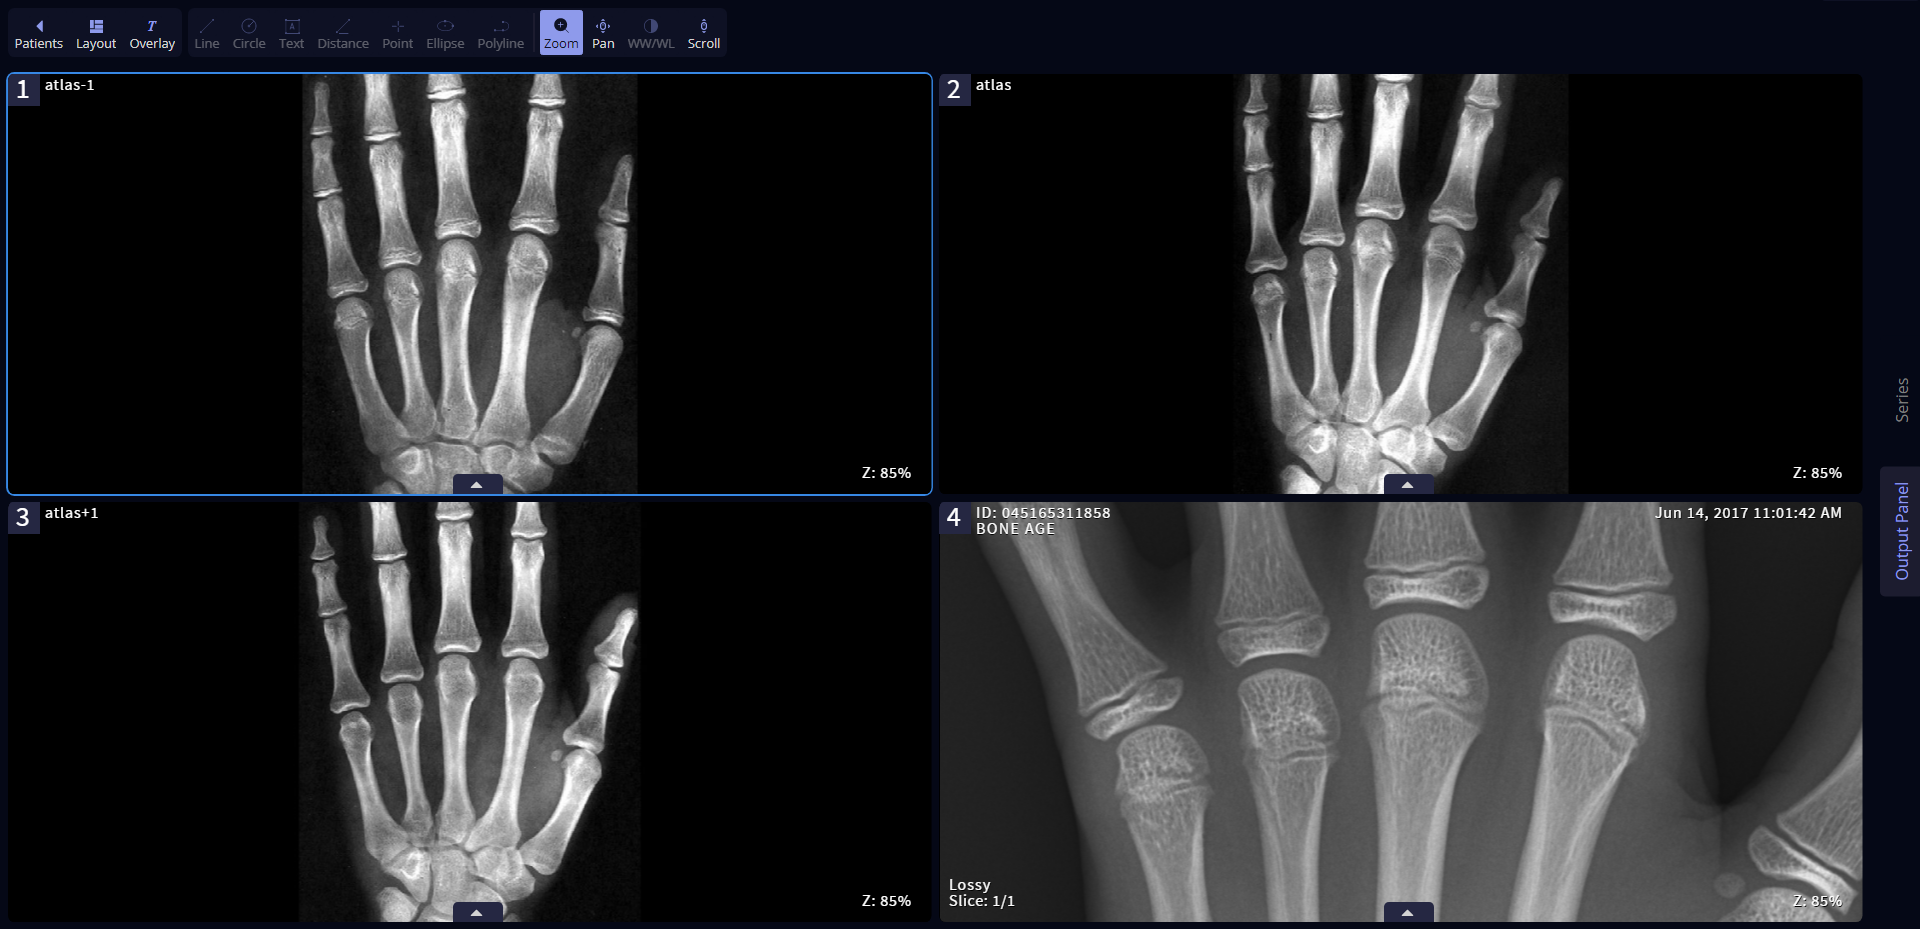 Patients Layout Overlay Line Circle Text Distance Point Ellipse Polyline Zoom Pan WW/WL Scroll
1 atlas-1
Z: 85%
2 atlas
Z: 85%
3 atlas+1
Z: 85%
4 ID: 045165311858
BONE AGE
Jun 14, 2017 11:01:42 AM
Lossy
Slice: 1/1
Z: 85%
Series
Output Panel